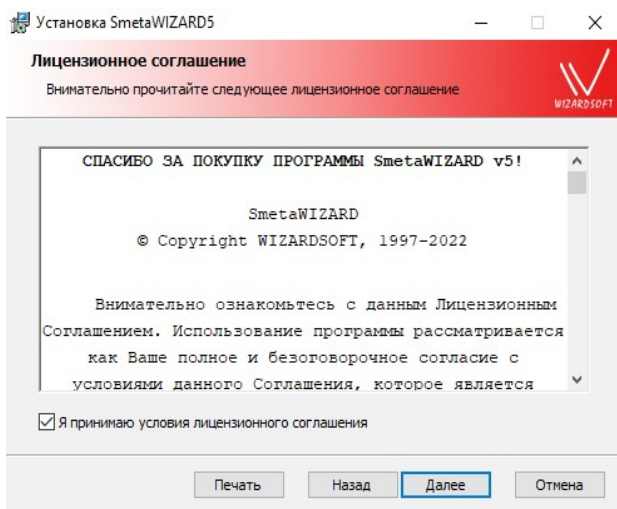 Установка SmetaWIZARD5
Лицензионное соглашение
Внимательно прочитайте следующее лицензионное соглашение
WIZARDSOFT
СПАСИБО ЗА ПОКУПКУ ПРОГРАММЫ SmetaWIZARD v5!
SmetaWIZARD
© Copyright WIZARDSOFT, 1997-2022
Внимательно ознакомьтесь с данным Лицензионным
Соглашением. Использование программы рассматривается
как Ваше полное и безоговорочное согласие с
условиями данного Соглашения, которое является
Я принимаю условия лицензионного соглашения
Печать Назад Далее Отмена